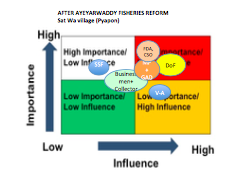 AFTER AYEYARWADDY FISHERIES REFORM
Sat Wa village (Pyapon)
High
High Importance/
Low Influence
FDA,
CSO
GAD
DoF
Business
men+
Collector
V-A
Low Importance/
Low Influence
Low
High Influence
Importance
Low
High
Influence